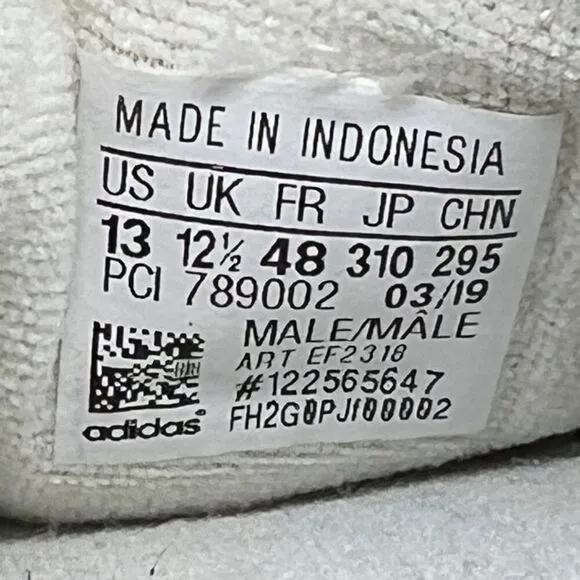 MADE IN INDONESIA
US UK FR JP CHN
13 12½ 48 310 295
PCI 789002 03/19
MALE/MÂLE
ART EF2318
#122565647
adidas®